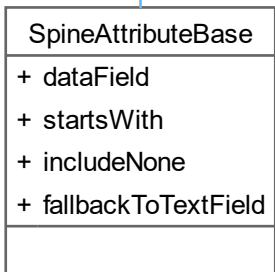 SpineAttributeBase
+ dataField
+ startsWith
+ includeNone
+ fallbackToTextField